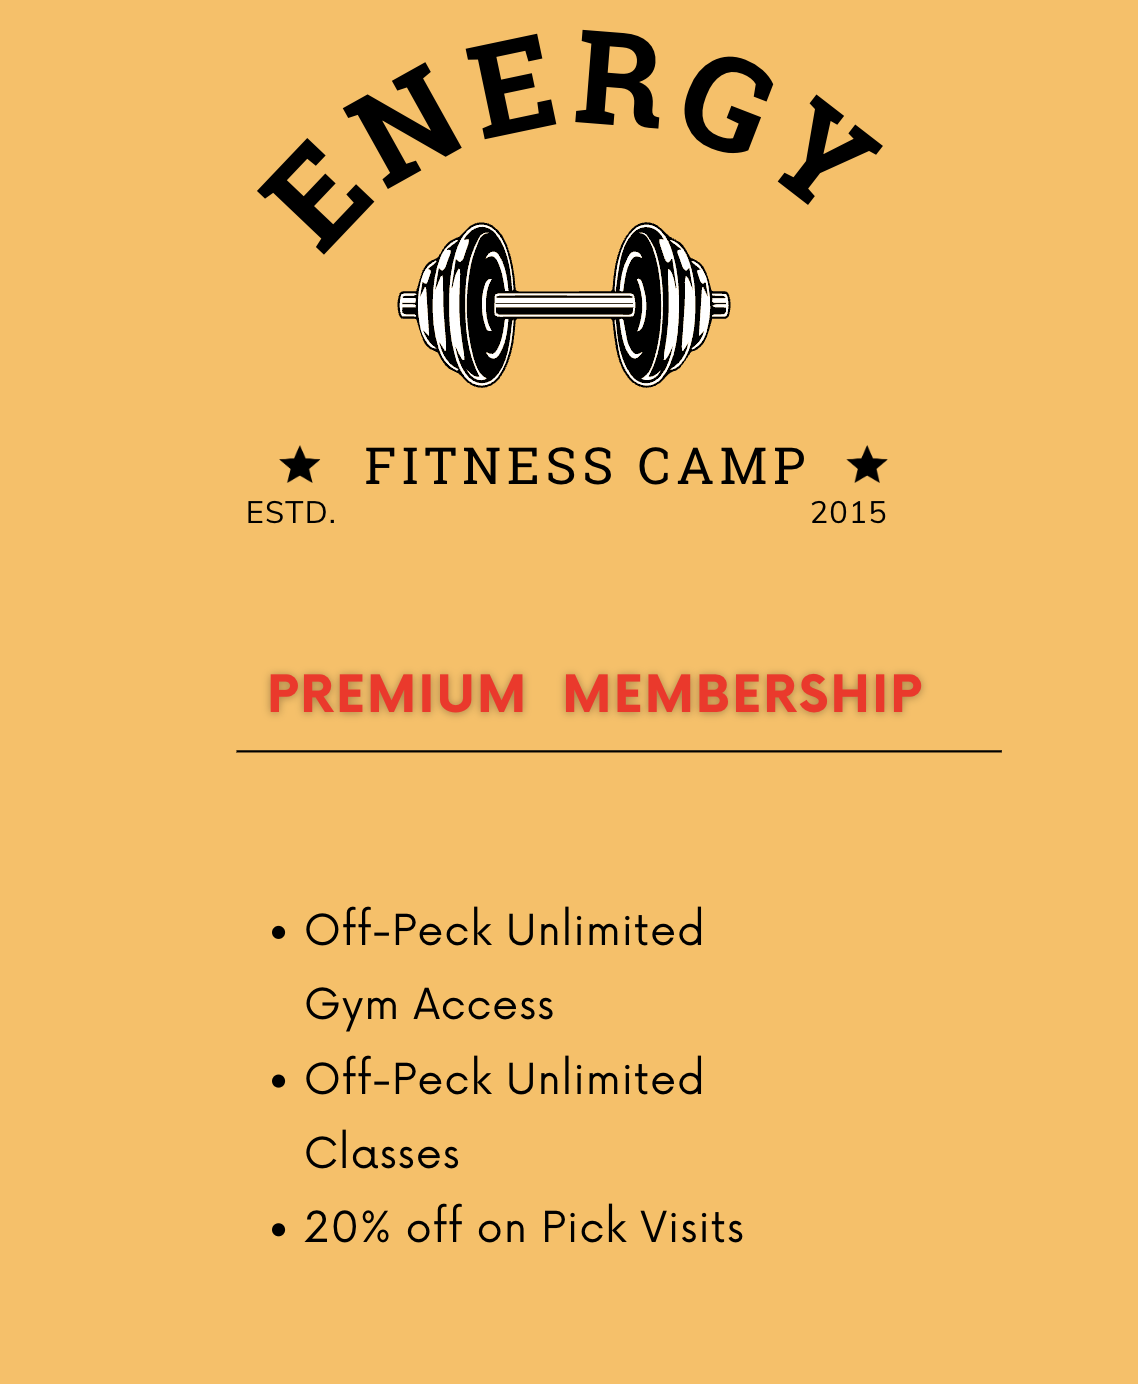 ENERGY
★ FITNESS CAMP ★
ESTD. 2015
PREMIUM MEMBERSHIP
• Off-Peck Unlimited
Gym Access
• Off-Peck Unlimited
Classes
• 20% off on Pick Visits